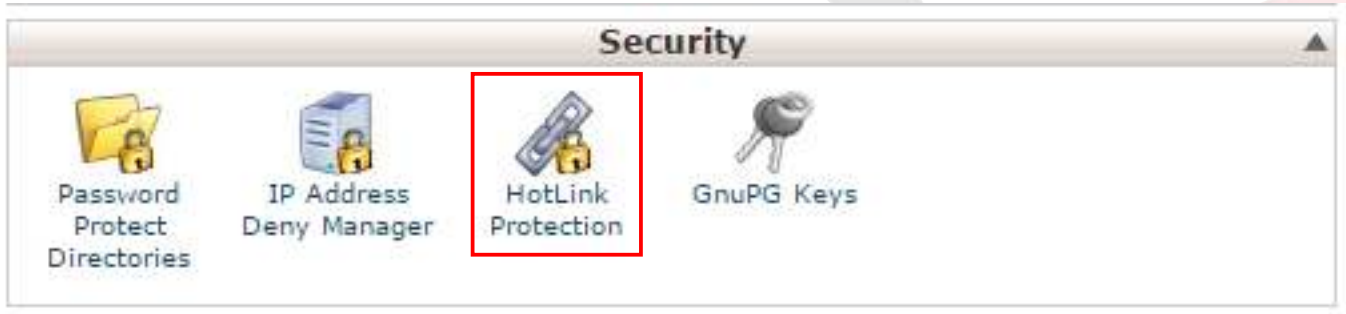 Security
Password
Protect
Directories
IP Address
Deny Manager
HotLink
Protection
GnuPG Keys